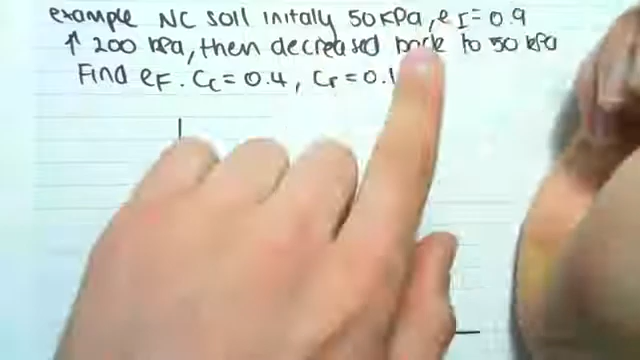 example NC soil initaly 50 kPa, eI = 0.9
↑ 200 kPa, then decreased back to 50 kPa
Find eF. Cc = 0.4, Cr = 0.1